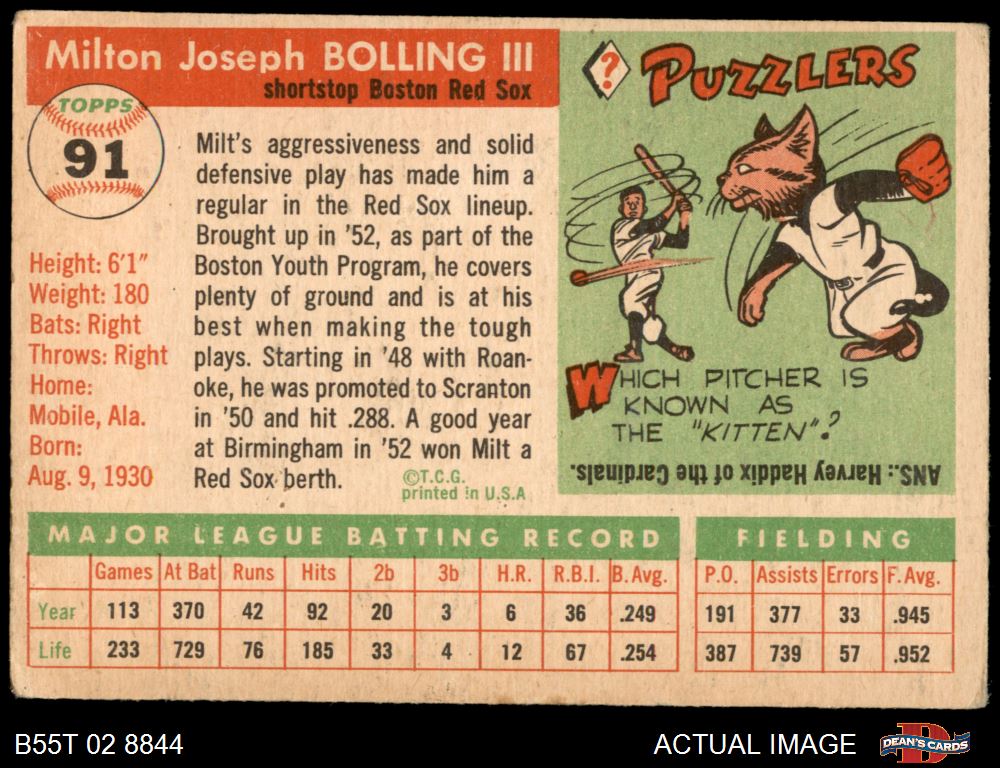 Milton Joseph BOLLING III
shortstop Boston Red Sox
TOPPS
91
Milt's aggressiveness and solid
defensive play has made him a
regular in the Red Sox lineup.
Brought up in '52, as part of the
Boston Youth Program, he covers
plenty of ground and is at his
best when making the tough
plays. Starting in '48 with Roan-
oke, he was promoted to Scranton
in '50 and hit .288. A good year
at Birmingham in '52 won Milt a
Red Sox berth.
©T.C.G.
printed in U.S.A
Height: 6'1"
Weight: 180
Bats: Right
Throws: Right
Home:
Mobile, Ala.
Born:
Aug. 9, 1930
?
PUZZLERS
WHICH PITCHER IS
KNOWN AS
THE "KITTEN"?
ANS.: Harvey Haddix of the Cardinals.
MAJOR LEAGUE BATTING RECORD
Games At Bat Runs Hits 2b 3b H.R. R.B.I. B. Avg.
Year 113 370 42 92 20 3 6 36 .249
Life 233 729 76 185 33 4 12 67 .254
FIELDING
P.O. Assists Errors F. Avg.
191 377 33 .945
387 739 57 .952
B55T 02 8844
ACTUAL IMAGE
D
DEAN'S CARDS